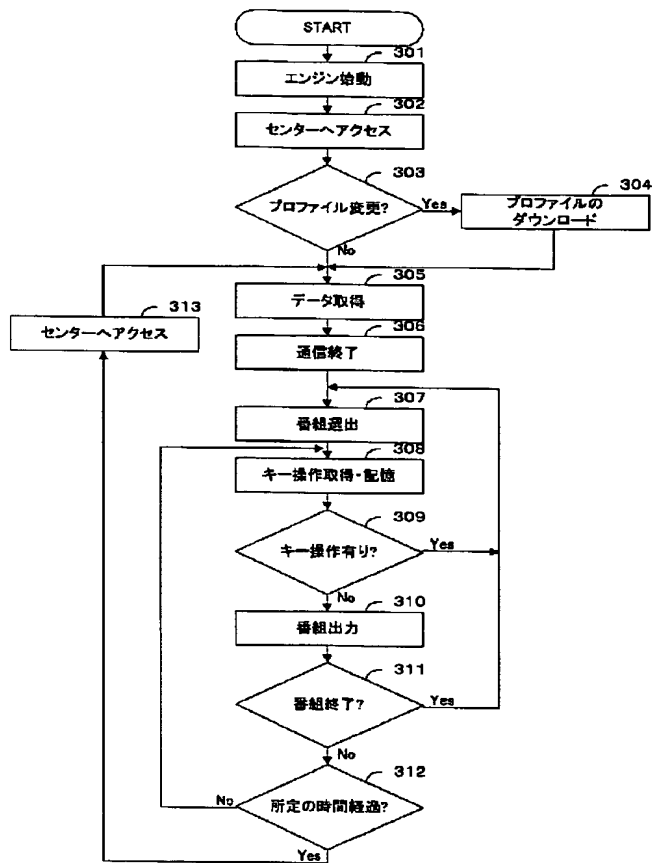 START
301
エンジン始動
302
センターへアクセス
303
プロファイル変更?
Yes
304
プロファイルの
ダウンロード
No
305
データ取得
313
センターへアクセス
306
通信終了
307
番組選出
308
キー操作取得・記憶
309
キー操作有り?
Yes
No
310
番組出力
311
番組終了?
Yes
No
312
所定の時間経過?
No
Yes